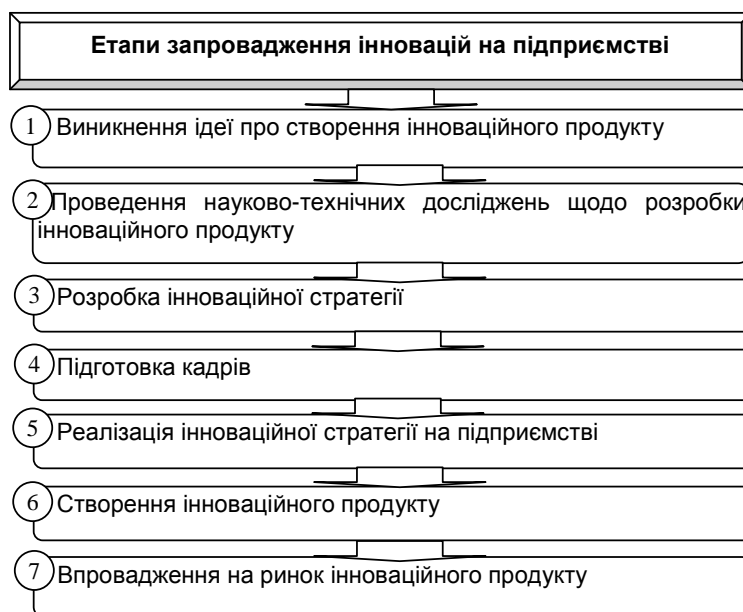 Етапи запровадження інновацій на підприємстві
1 Виникнення ідеї про створення інноваційного продукту
2 Проведення науково-технічних досліджень щодо розробки
інноваційного продукту
3 Розробка інноваційної стратегії
4 Підготовка кадрів
5 Реалізація інноваційної стратегії на підприємстві
6 Створення інноваційного продукту
7 Впровадження на ринок інноваційного продукту